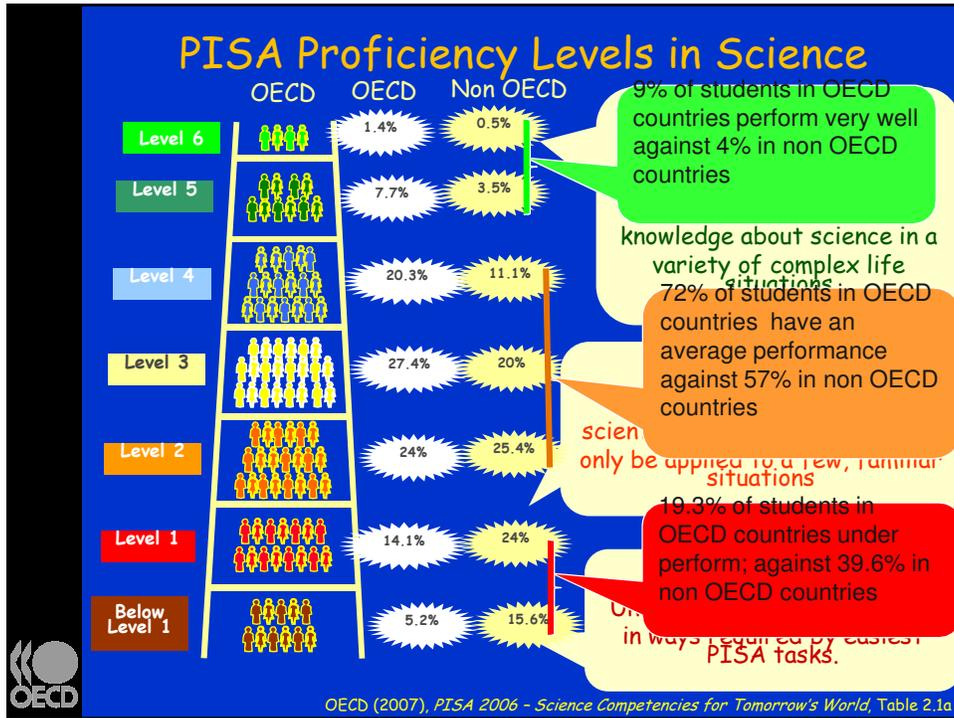 PISA Proficiency Levels in Science
OECD OECD Non OECD
Level 6 1.4% 0.5%
Level 5 7.7% 3.5%
Level 4 20.3% 11.1%
Level 3 27.4% 20%
Level 2 24% 25.4%
Level 1 14.1% 24%
Below
Level 1
5.2% 15.6%
9% of students in OECD
countries perform very well
against 4% in non OECD
countries
knowledge about science in a
variety of complex life
situations
72% of students in OECD
countries have an
average performance
against 57% in non OECD
countries
only be applied to a few, familiar
situations
19.3% of students in
OECD countries under
perform; against 39.6% in
non OECD countries
in ways required by easiest
PISA tasks.
OECD
OECD (2007), PISA 2006 – Science Competencies for Tomorrow's World, Table 2.1a